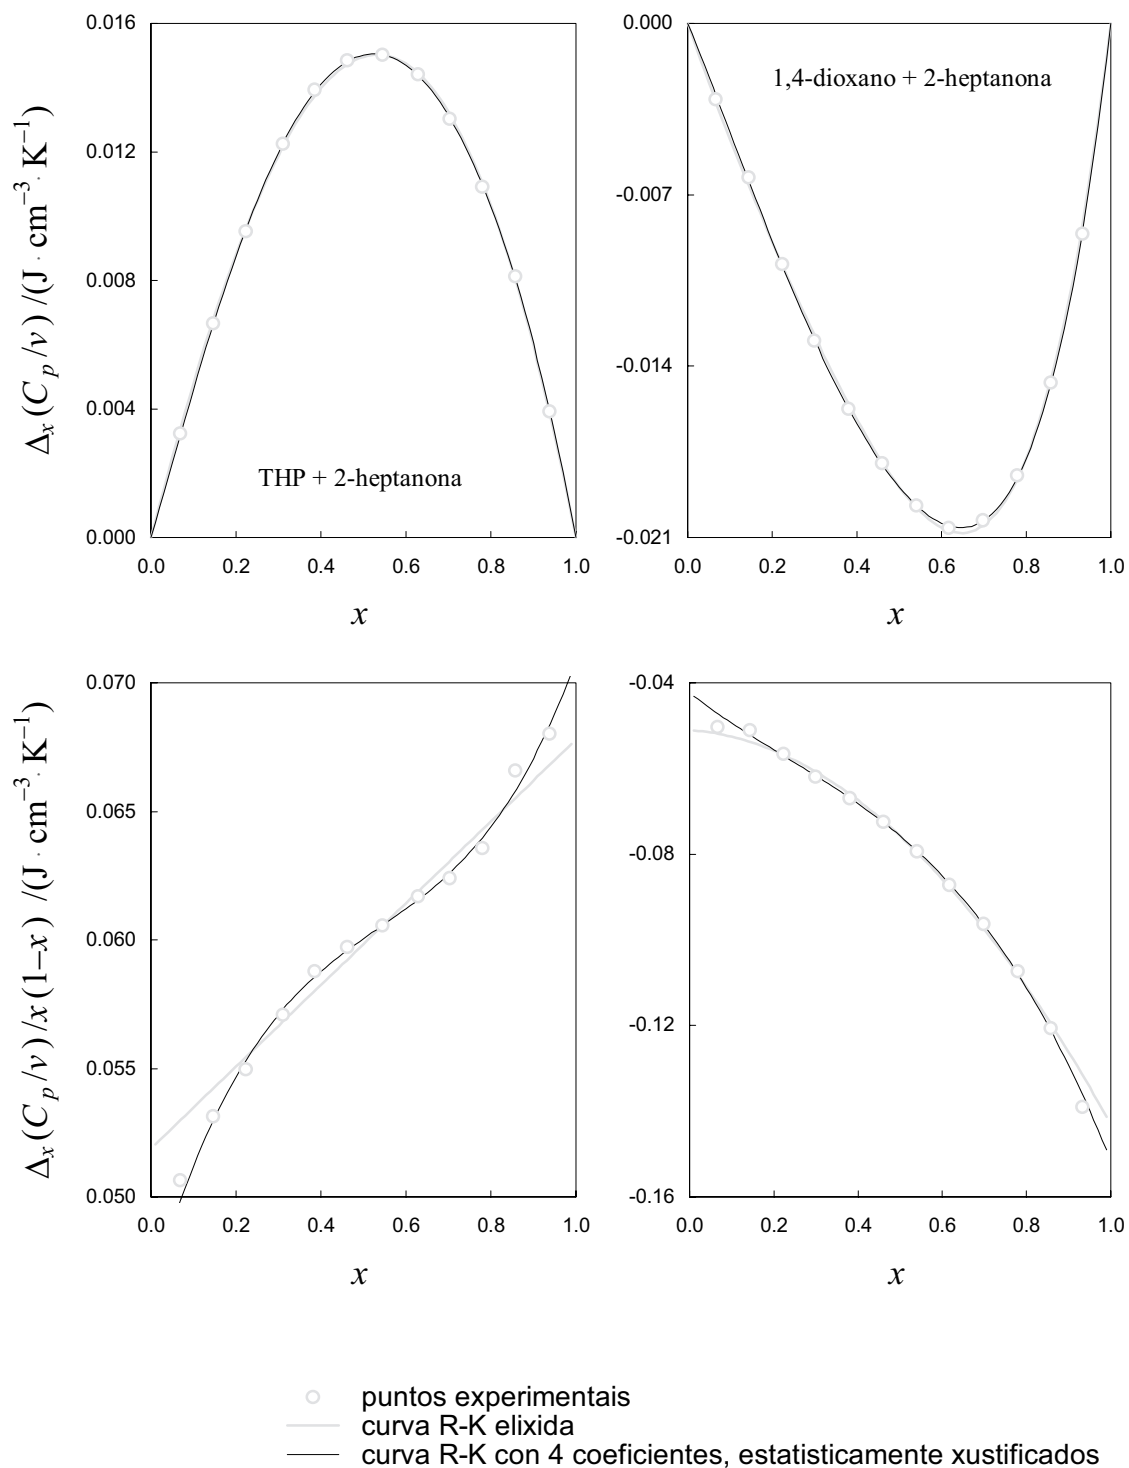 0.016
0.012
0.008
0.004
0.000
0.0 0.2 0.4 0.6 0.8 1.0
x
Δx(Cp/v) /(J · cm−3 · K−1)
THP + 2-heptanona
0.000
-0.007
-0.014
-0.021
0.0 0.2 0.4 0.6 0.8 1.0
x
1,4-dioxano + 2-heptanona
0.070
0.065
0.060
0.055
0.050
0.0 0.2 0.4 0.6 0.8 1.0
x
Δx(Cp/v)/x(1−x) /(J · cm−3 · K−1)
-0.04
-0.08
-0.12
-0.16
0.0 0.2 0.4 0.6 0.8 1.0
x
puntos experimentais
curva R-K elixida
curva R-K con 4 coeficientes, estatisticamente xustificados